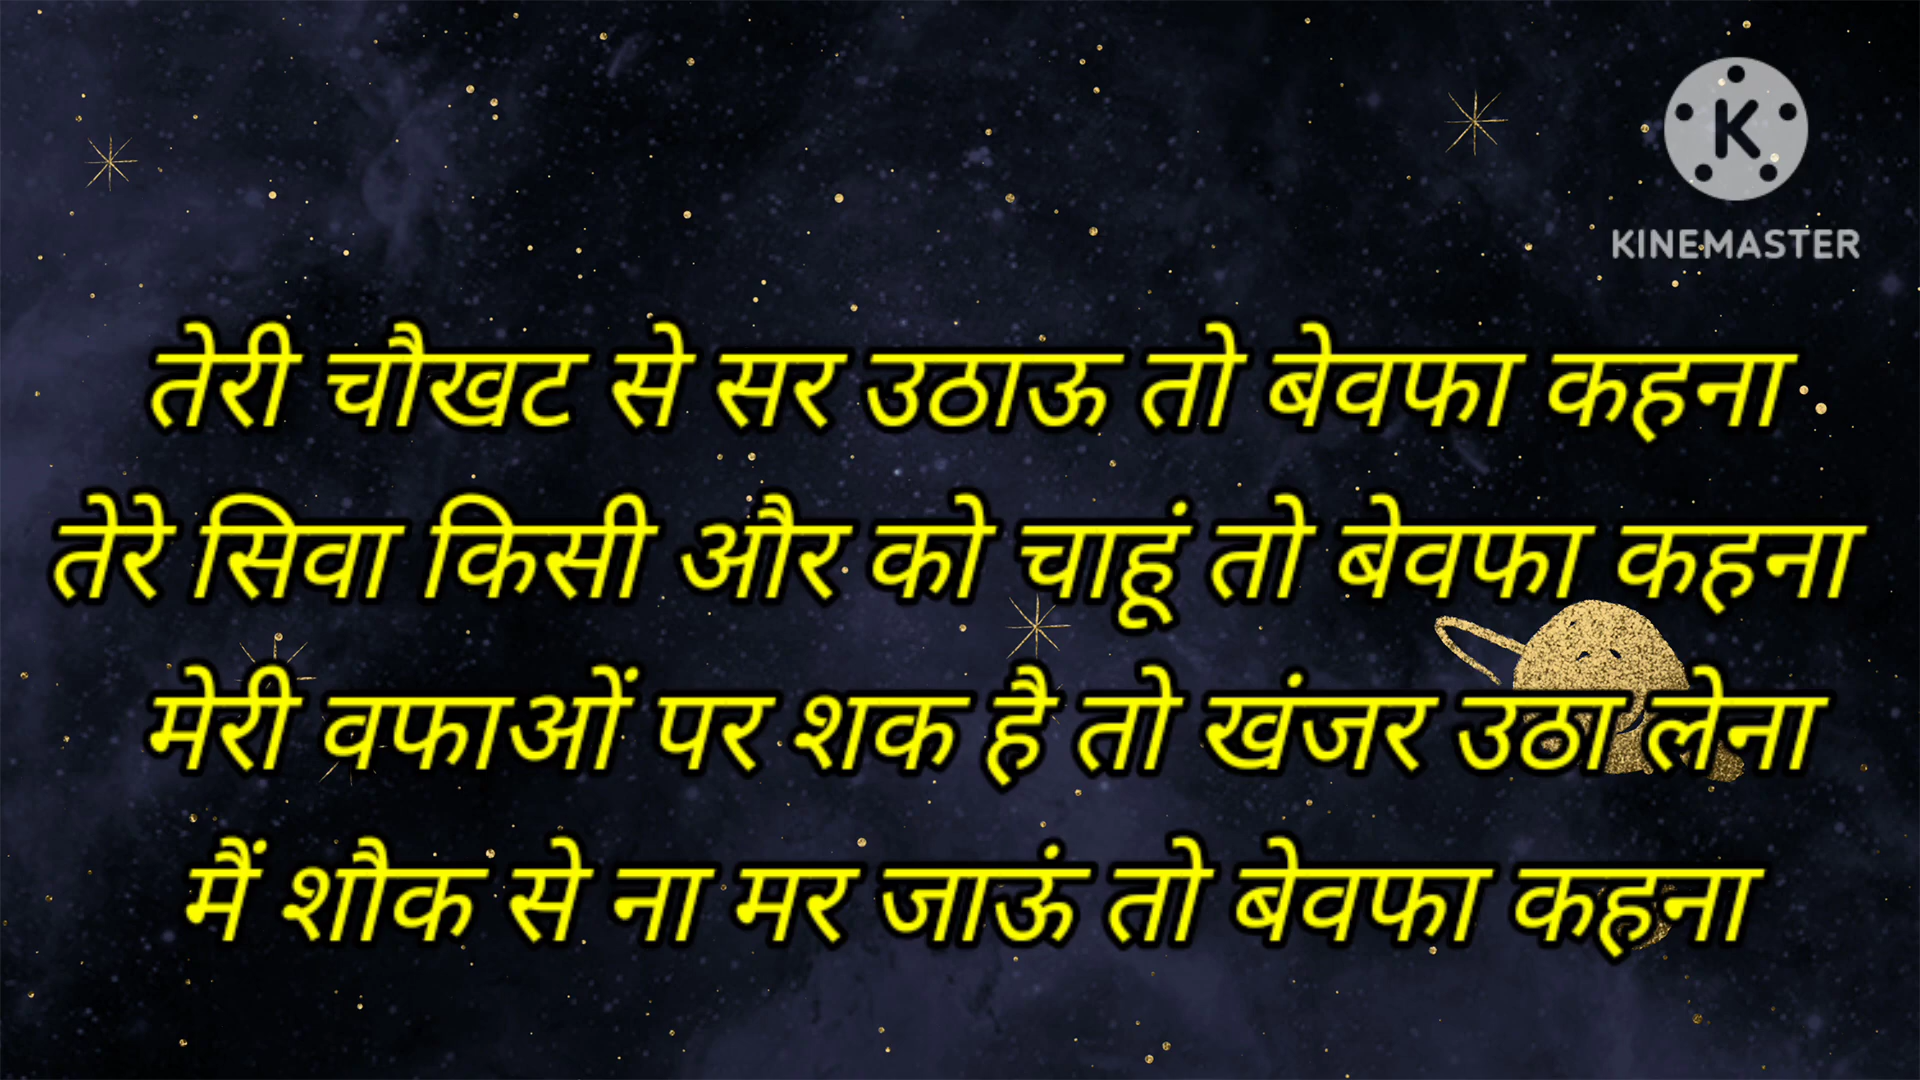 KINEMASTER
तेरी चौखट से सर उठाऊ तो बेवफा कहना
तेरे सिवा किसी और को चाहूं तो बेवफा कहना
मेरी वफाओं पर शक है तो खंजर उठा लेना
मैं शौक से ना मर जाऊं तो बेवफा कहना